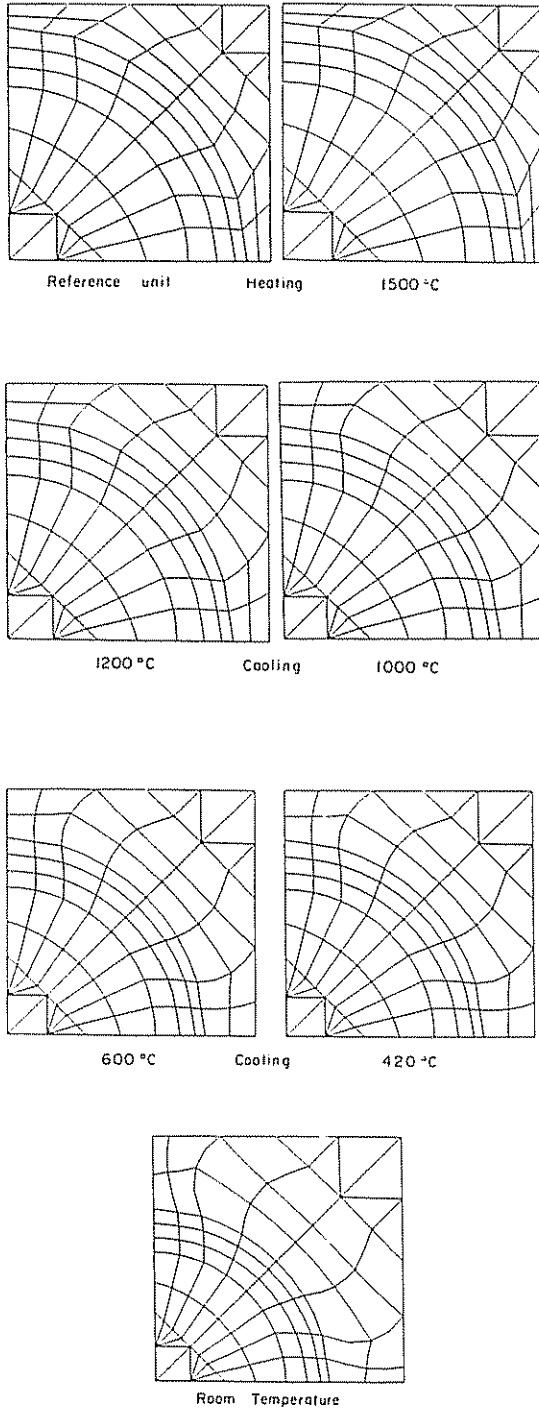 Reference unit Heating 1500 °C
1200 °C Cooling 1000 °C
600 °C Cooling 420 °C
Room Temperature